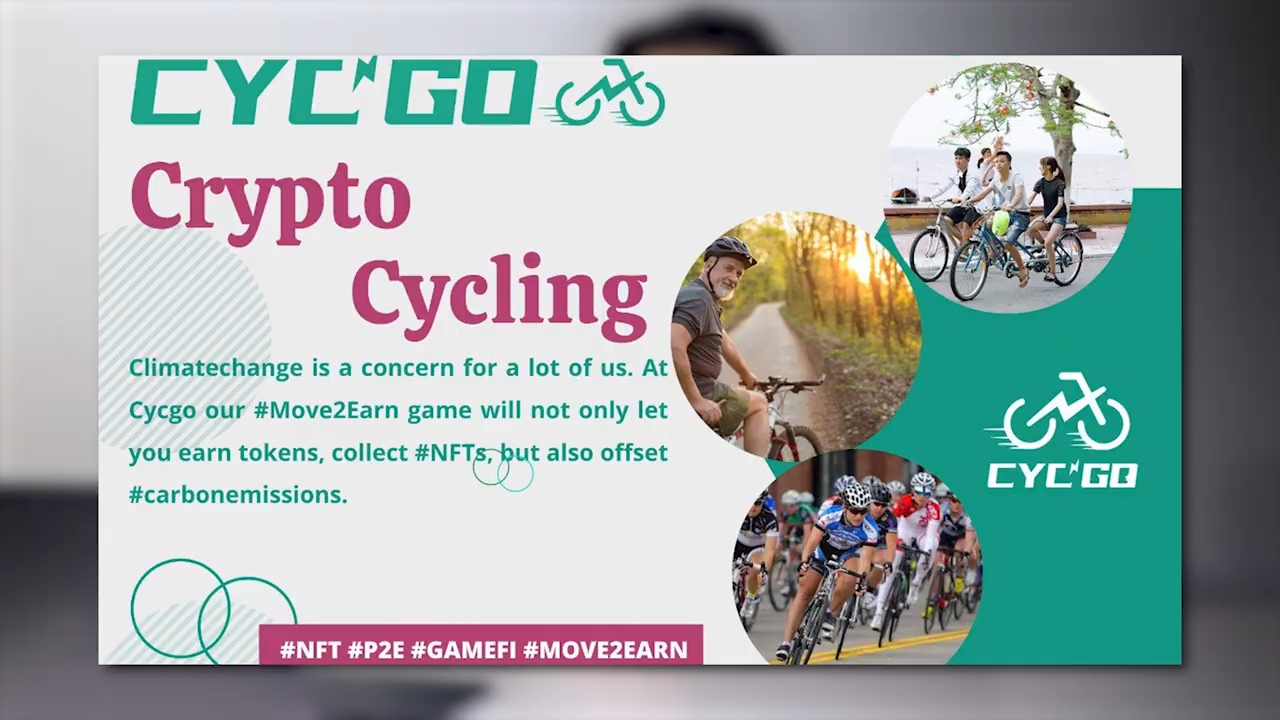 CYC'GO
Crypto
Cycling
Climatechange is a concern for a lot of us. At
Cycgo our #Move2Earn game will not only let
you earn tokens, collect #NFTs, but also offset
#carbonemissions.
CYC'GO
#NFT #P2E #GAMEFI #MOVE2EARN